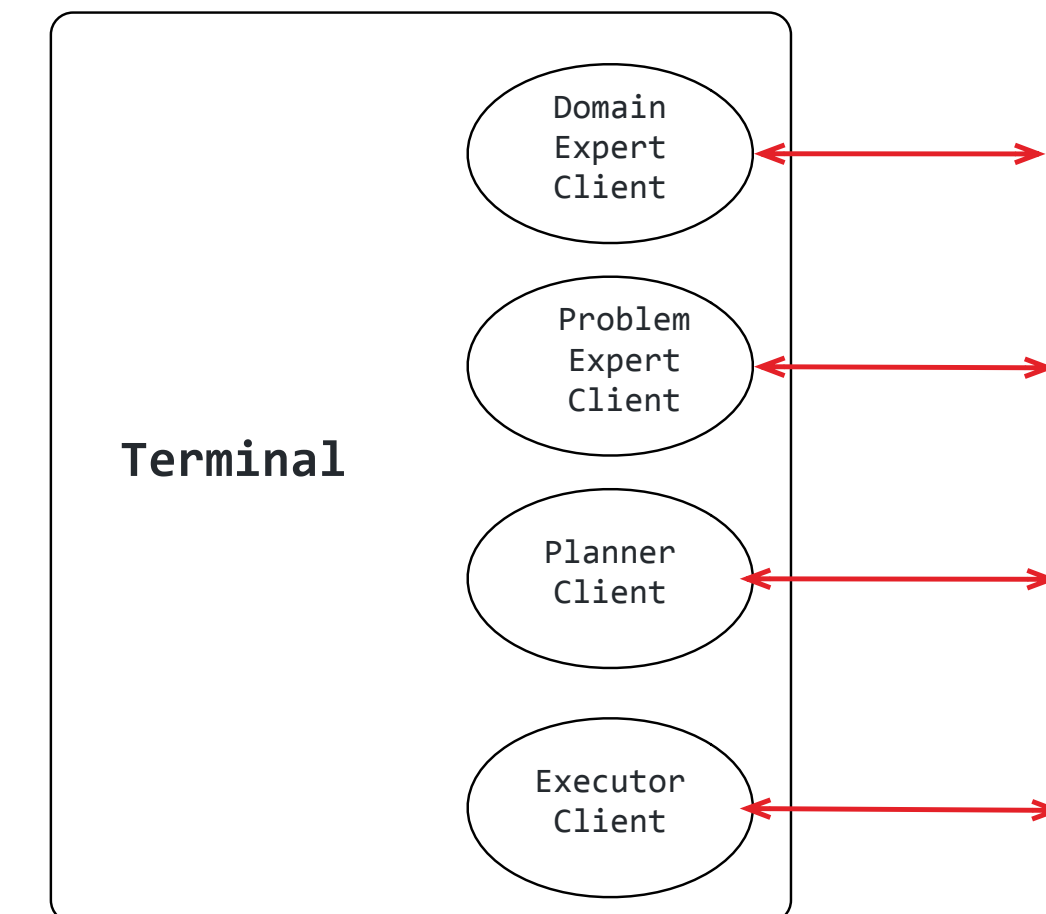 Domain
Expert
Client
Problem
Expert
Client
Terminal
Planner
Client
Executor
Client